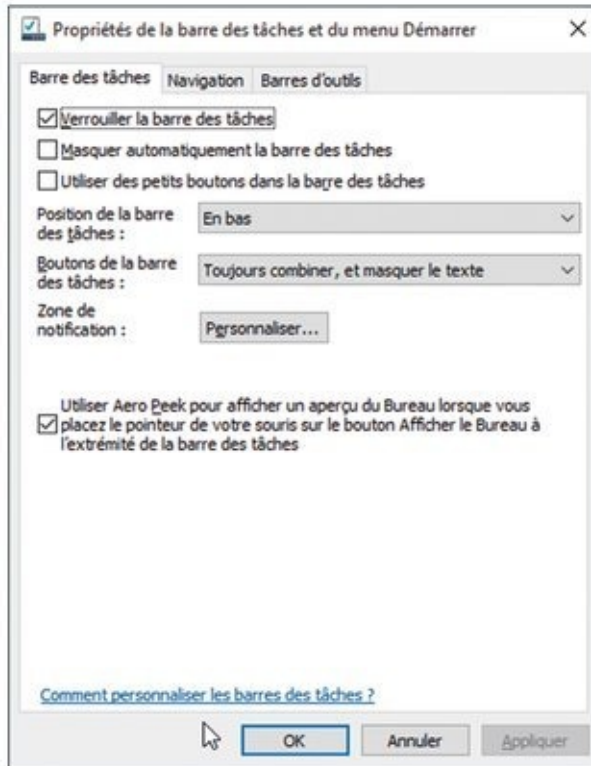 Propriétés de la barre des tâches et du menu Démarrer
Barre des tâches Navigation Barres d'outils
Verrouiller la barre des tâches
Masquer automatiquement la barre des tâches
Utiliser des petits boutons dans la barre des tâches
Position de la barre
des tâches :
En bas
Boutons de la barre
des tâches :
Toujours combiner, et masquer le texte
Zone de
notification :
Personnaliser...
Utiliser Aero Peek pour afficher un aperçu du Bureau lorsque vous
placez le pointeur de votre souris sur le bouton Afficher le Bureau à
l'extrémité de la barre des tâches
Comment personnaliser les barres des tâches ?
OK Annuler Appliquer